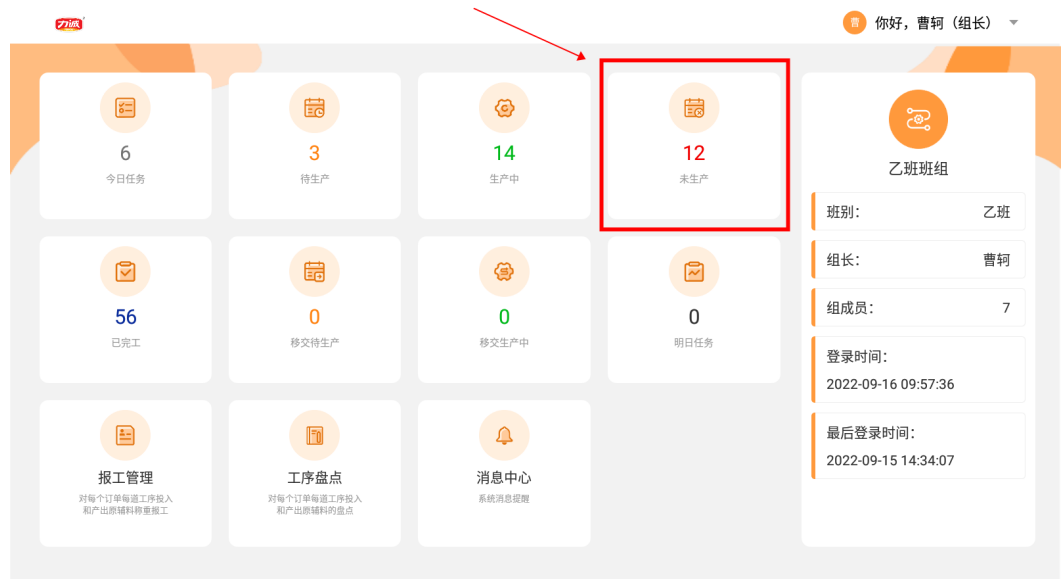 力诚
曹 你好，曹轲（组长）
6
今日任务
3
待生产
14
生产中
12
未生产
56
已完工
0
移交待生产
0
移交生产中
0
明日任务
报工管理
对每个订单每道工序投入
和产出原辅料称重报工
工序盘点
对每个订单每道工序投入
和产出原辅料的盘点
消息中心
系统消息提醒
乙班班组
班别： 乙班
组长： 曹轲
组成员： 7
登录时间：
2022-09-16 09:57:36
最后登录时间：
2022-09-15 14:34:07